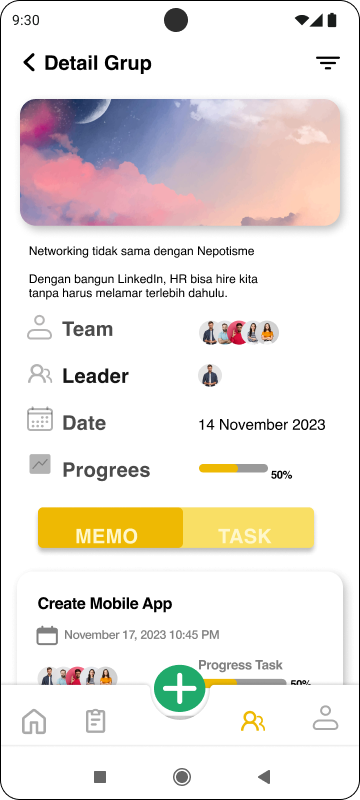 9:30
Detail Grup
Networking tidak sama dengan Nepotisme
Dengan bangun LinkedIn, HR bisa hire kita
tanpa harus melamar terlebih dahulu.
Team
Leader
Date
14 November 2023
Progrees
50%
MEMO
TASK
Create Mobile App
November 17, 2023 10:45 PM
Progress Task
50%